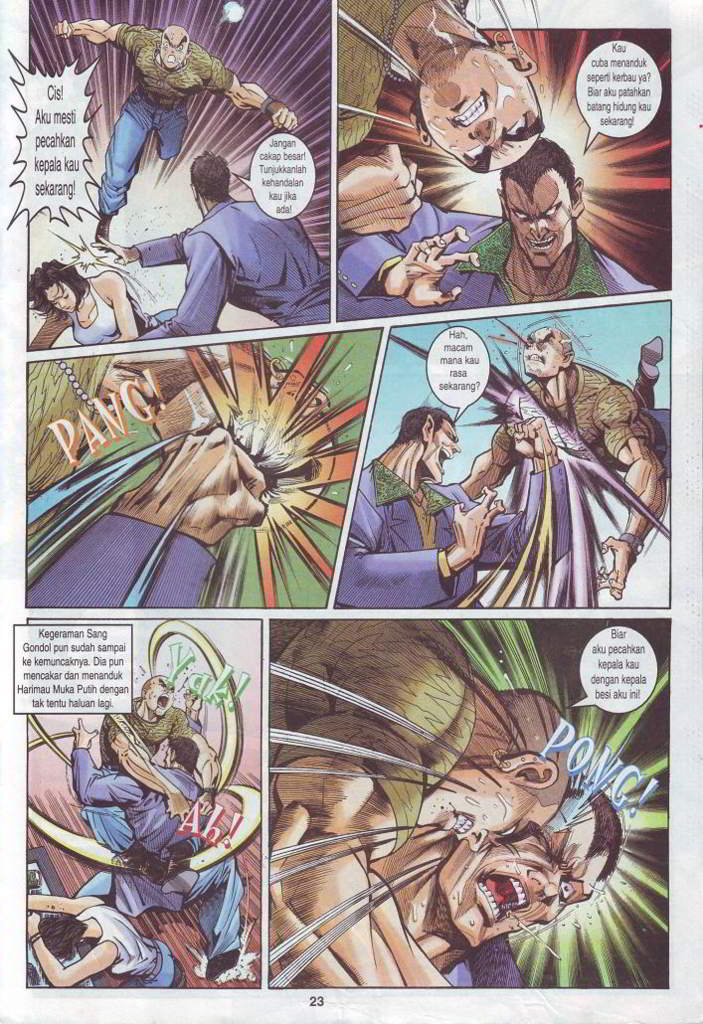 Cis!
Aku mesti
pecahkan
kepala kau
sekarang!
Jangan
cakap besar!
Tunjukkanlah
kehandalan
kau jika
ada!
Kau
cuba menanduk
seperti kerbau ya?
Biar aku patahkan
batang hidung kau
sekarang!
PANG!
Hah,
macam
mana kau
rasa
sekarang?
Kegeraman Sang
Gondol pun sudah sampai
ke kemuncaknya. Dia pun
mencakar dan menanduk
Harimau Muka Putih dengan
tak tentu haluan lagi.
Yak!
Ah!
Biar
aku pecahkan
kepala kau
dengan kepala
besi aku ini!
PONG!
23